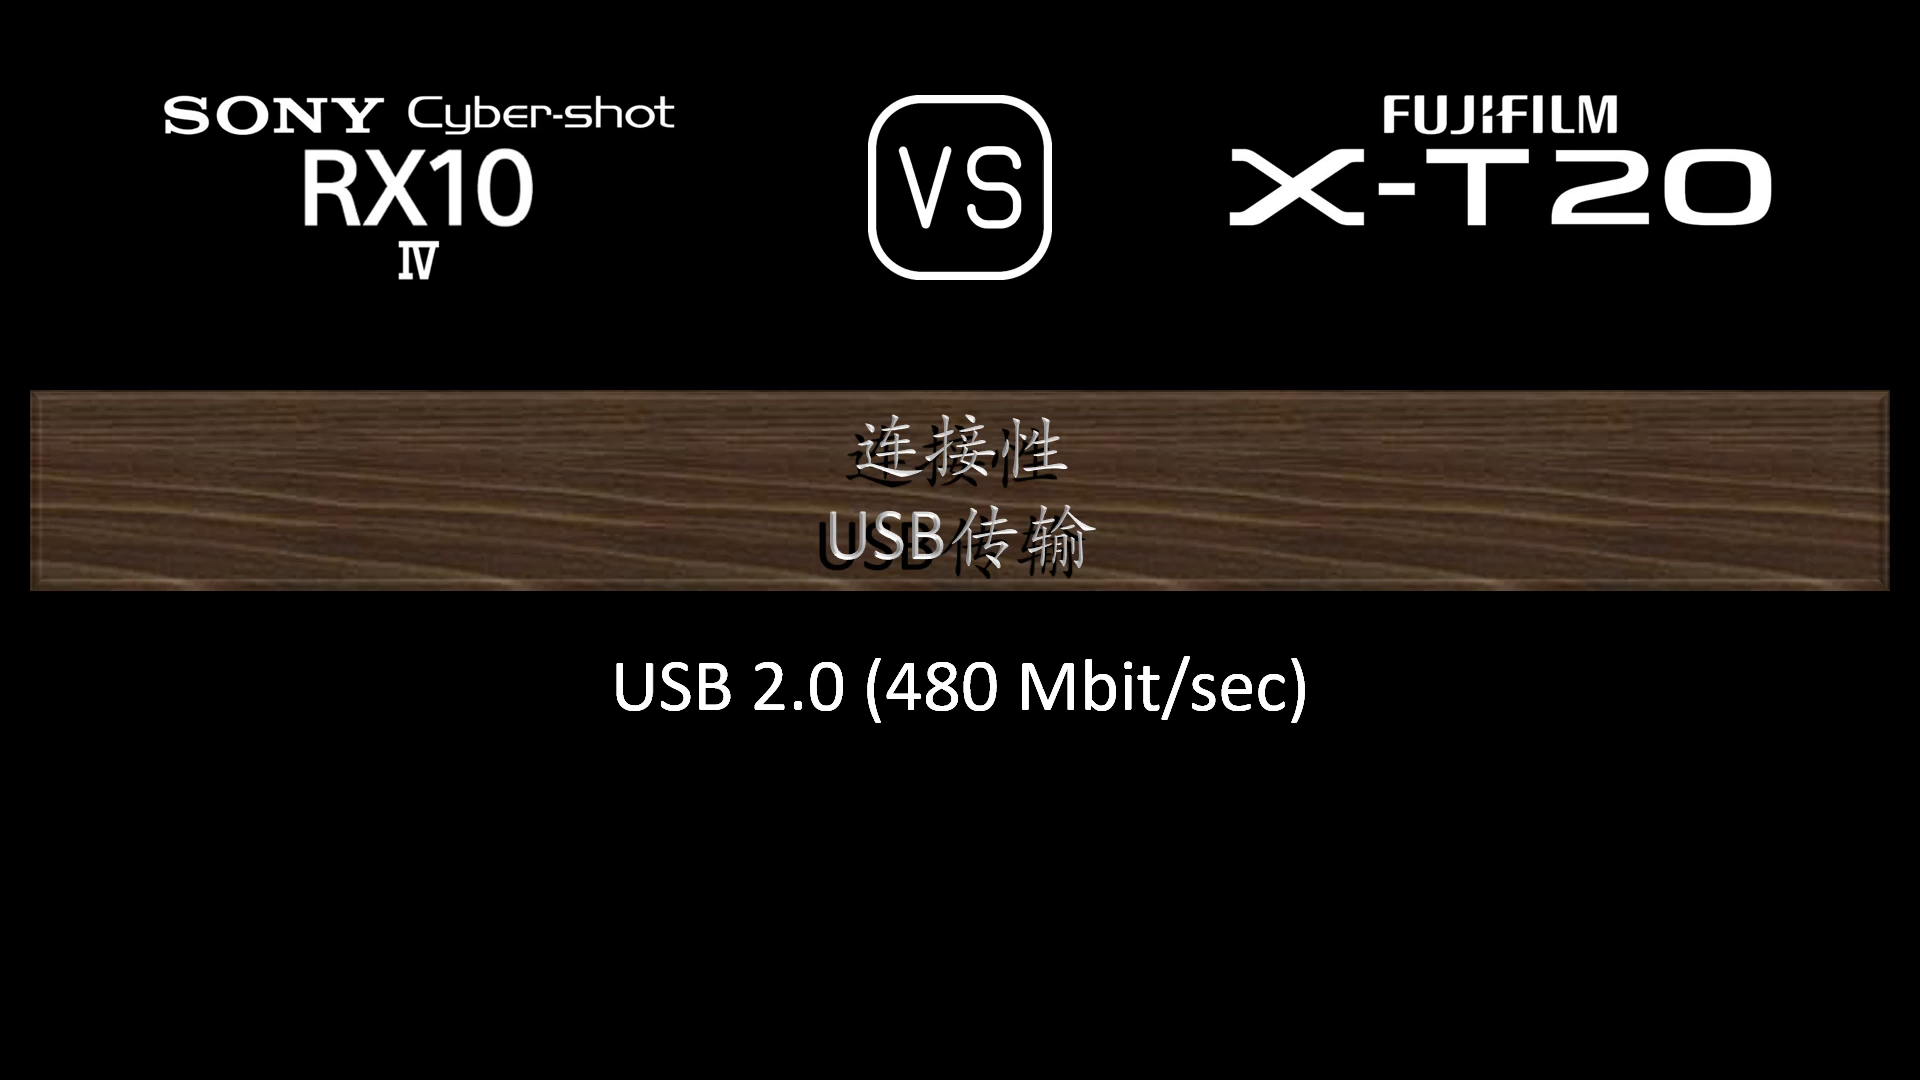 SONY Cyber-shot
RX10
IV
VS
FUJIFILM
X-T20
连接性
USB传输
USB 2.0 (480 Mbit/sec)